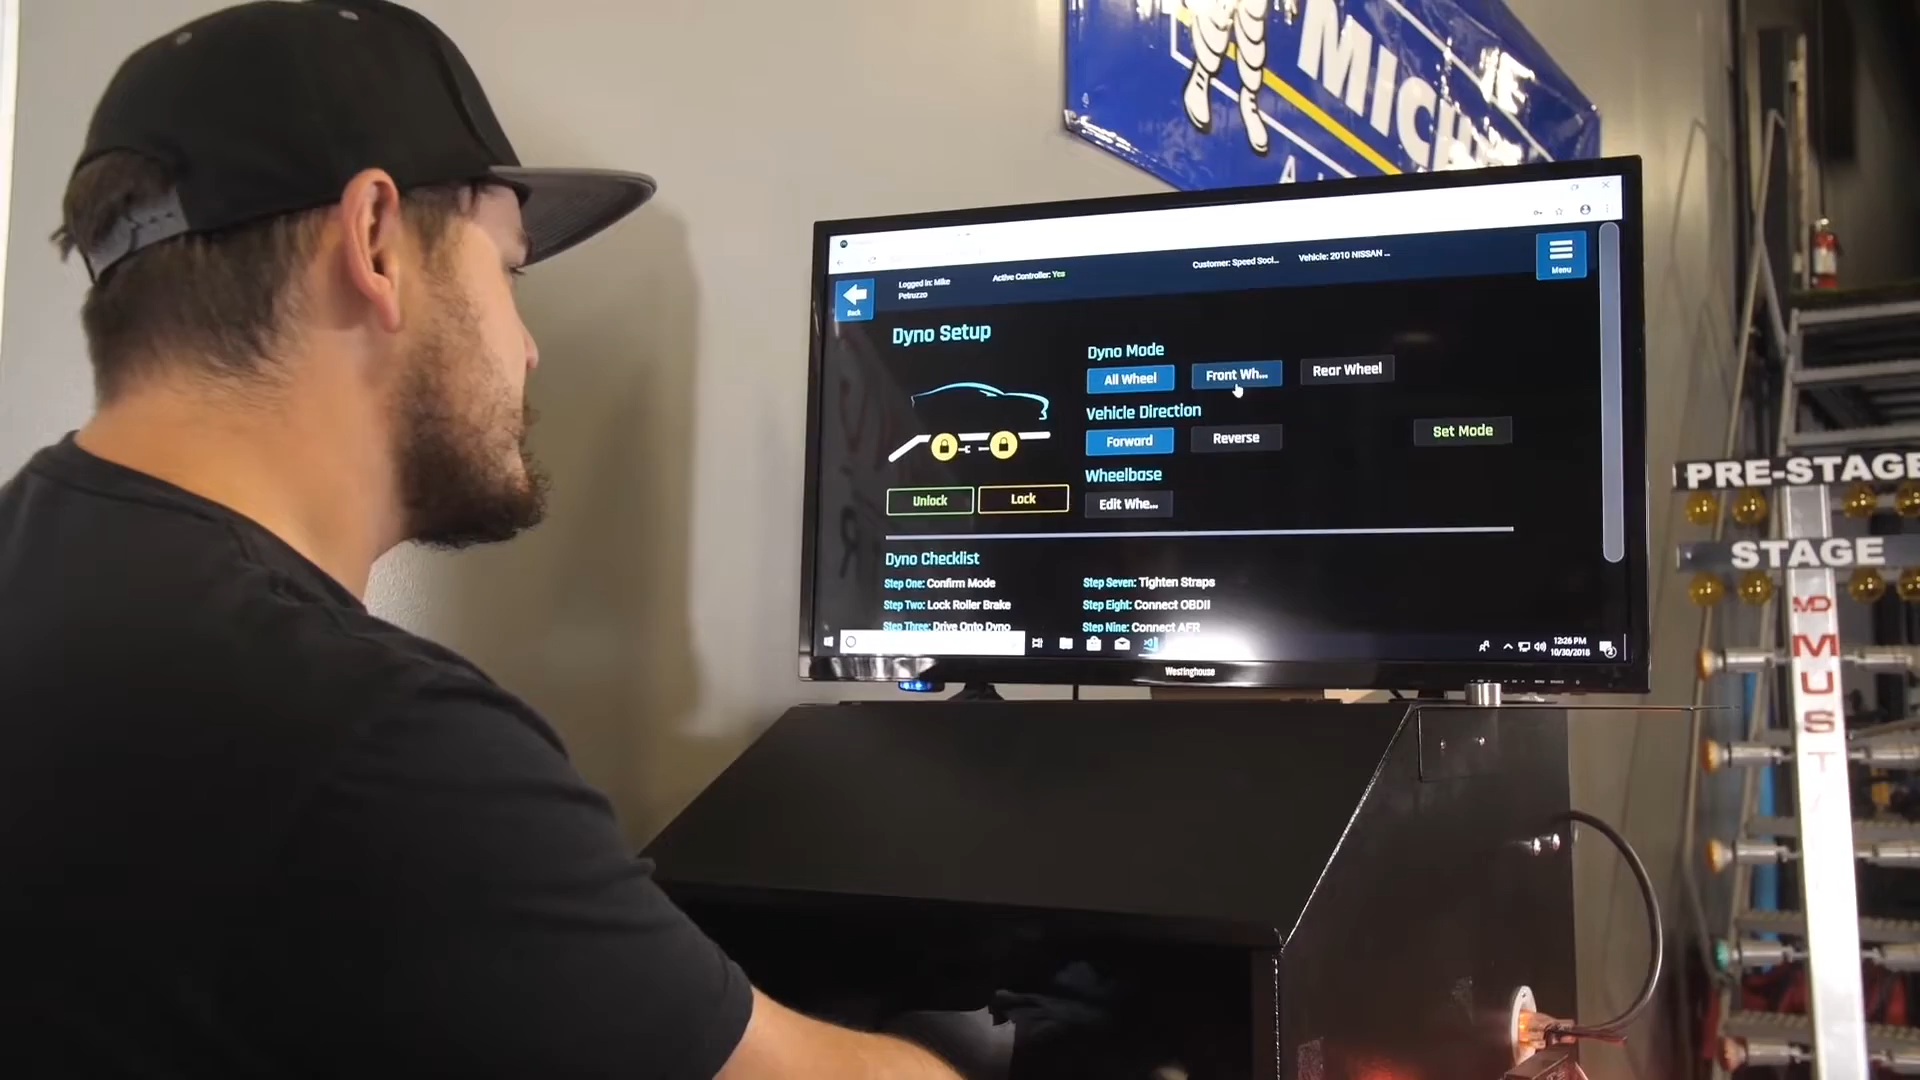 MICH
Logged in: Mike
Petruzzo
Active Controller: Yes
Customer: Speed Soci...
Vehicle: 2010 NISSAN ...
Menu
Back
Dyno Setup
Dyno Mode
All Wheel
Front Wh...
Rear Wheel
Vehicle Direction
Forward
Reverse
Set Mode
Wheelbase
Edit Whe...
Unlock
Lock
Dyno Checklist
Step One: Confirm Mode
Step Two: Lock Roller Brake
Step Three: Drive Onto Dyno
Step Seven: Tighten Straps
Step Eight: Connect OBDII
Step Nine: Connect AFR
12:26 PM
10/30/2018
Westinghouse
PRE-STAGE
STAGE
MD
MUST